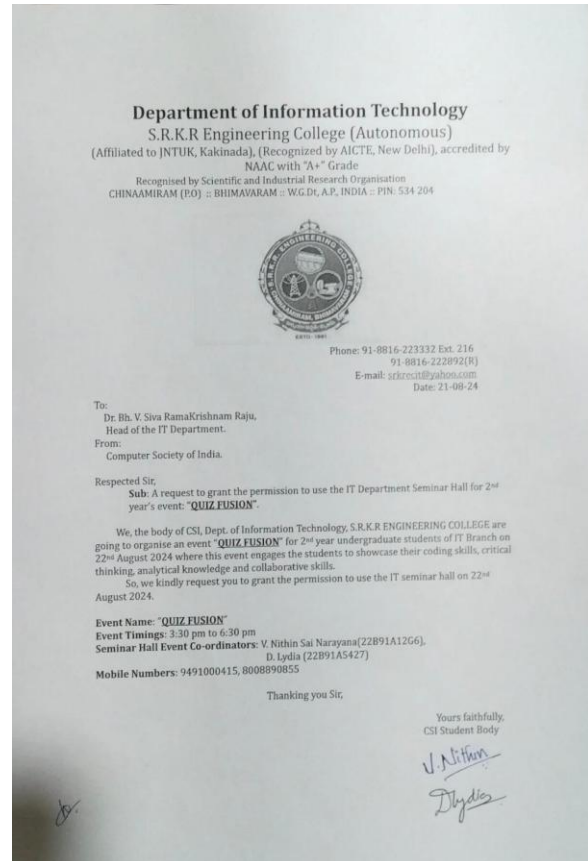 Department of Information Technology
S.R.K.R Engineering College (Autonomous)
(Affiliated to JNTUK, Kakinada), (Recognized by AICTE, New Delhi), accredited by
NAAC with "A+" Grade
Recognised by Scientific and Industrial Research Organisation
CHINAAMIRAM (P.O) :: BHIMAVARAM :: W.G.Dt, A.P., INDIA :: PIN: 534 204
S.R.K.R. ENGINEERING COLLEGE
CHINAAMIRAM, BHIMAVARAM
ESTD: 1980
Phone: 91-8816-223332 Ext. 216
91-8816-222892(R)
E-mail: srkrecit@yahoo.com
Date: 21-08-24
To:
Dr. Bh. V. Siva RamaKrishnam Raju,
Head of the IT Department.
From:
Computer Society of India.
Respected Sir,
Sub: A request to grant the permission to use the IT Department Seminar Hall for 2nd
year's event: "QUIZ FUSION".
We, the body of CSI, Dept. of Information Technology, S.R.K.R ENGINEERING COLLEGE are
going to organise an event "QUIZ FUSION" for 2nd year undergraduate students of IT Branch on
22nd August 2024 where this event engages the students to showcase their coding skills, critical
thinking, analytical knowledge and collaborative skills.
So, we kindly request you to grant the permission to use the IT seminar hall on 22nd
August 2024.
Event Name: "QUIZ FUSION"
Event Timings: 3:30 pm to 6:30 pm
Seminar Hall Event Co-ordinators: V. Nithin Sai Narayana(22B91A12G6),
D. Lydia (22B91A5427)
Mobile Numbers: 9491000415, 8008890855
Thanking you Sir,
Yours faithfully,
CSI Student Body
V. Nithin
D Lydia